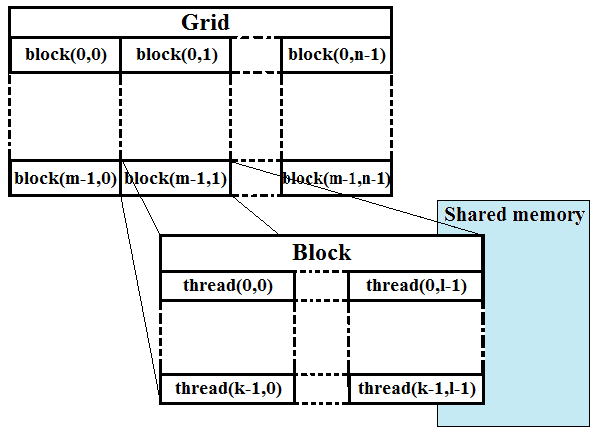 Grid
block(0,0) block(0,1) block(0,n-1)
block(m-1,0) block(m-1,1) block(m-1,n-1)
Shared memory
Block
thread(0,0) thread(0,l-1)
thread(k-1,0) thread(k-1,l-1)